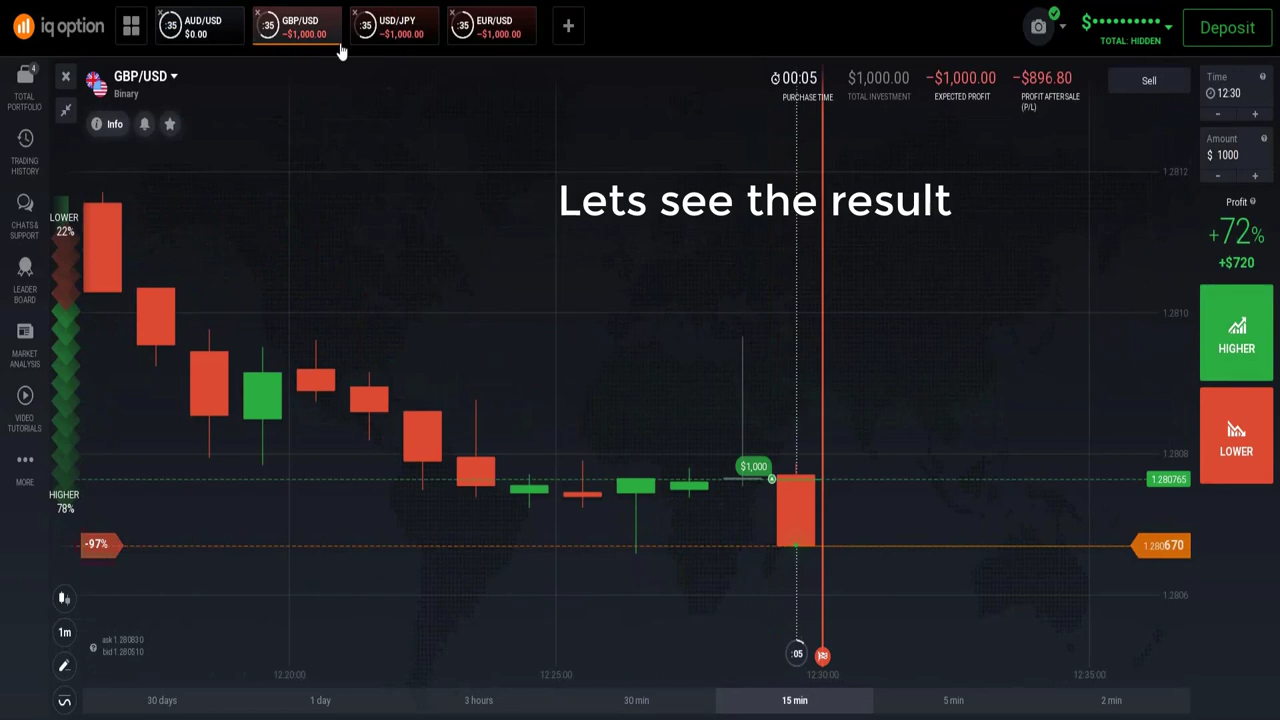 iq option
:35
AUD/USD
$0.00
:35
GBP/USD
–$1,000.00
:35
USD/JPY
–$1,000.00
:35
EUR/USD
–$1,000.00
$••••••••••
TOTAL: HIDDEN
Deposit
4
TOTAL
PORTFOLIO
TRADING
HISTORY
CHATS &
SUPPORT
LEADER
BOARD
MARKET
ANALYSIS
VIDEO
TUTORIALS
MORE
GBP/USD
Binary
Info
00:05
PURCHASE TIME
$1,000.00
TOTAL INVESTMENT
–$1,000.00
EXPECTED PROFIT
–$896.80
PROFIT AFTER SALE
(P/L)
Sell
Time
12:30
- +
Amount
$ 1000
- +
Profit
+72%
+$720
HIGHER
LOWER
Lets see the result
LOWER
22%
HIGHER
78%
-97%
$1,000
1.2812
1.2810
1.2808
1.280765
1.280670
1.2806
1m
ask 1.280830
bid 1.280510
:05
12:20:00
12:25:00
12:30:00
12:35:00
30 days
1 day
3 hours
30 min
15 min
5 min
2 min